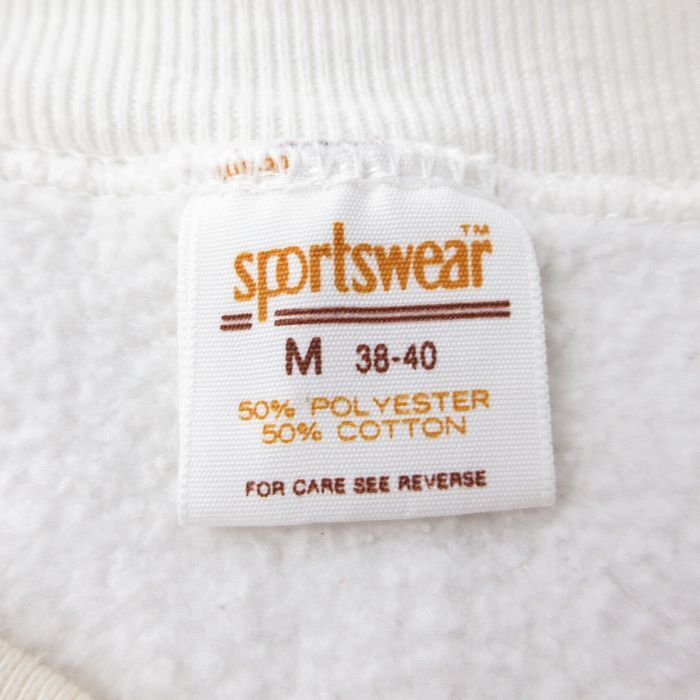 sportswear™
M 38-40
50% POLYESTER
50% COTTON
FOR CARE SEE REVERSE